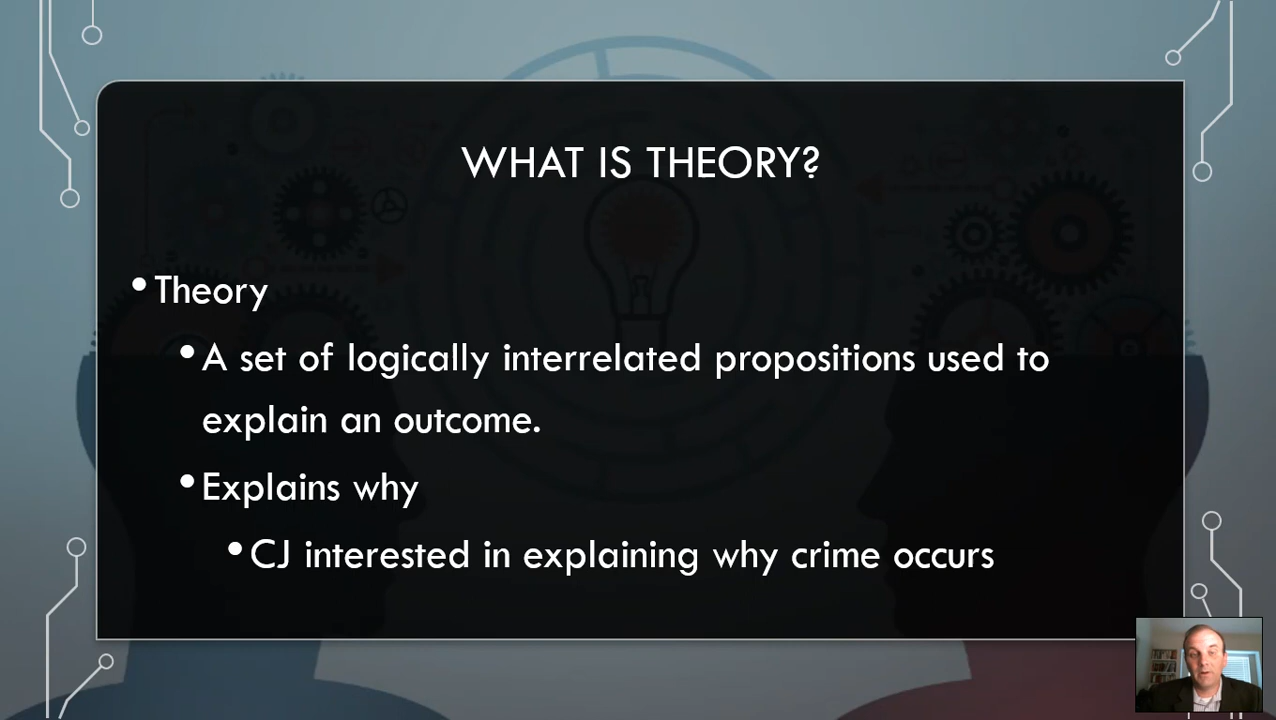 WHAT IS THEORY?
•Theory
•A set of logically interrelated propositions used to
explain an outcome.
•Explains why
•CJ interested in explaining why crime occurs